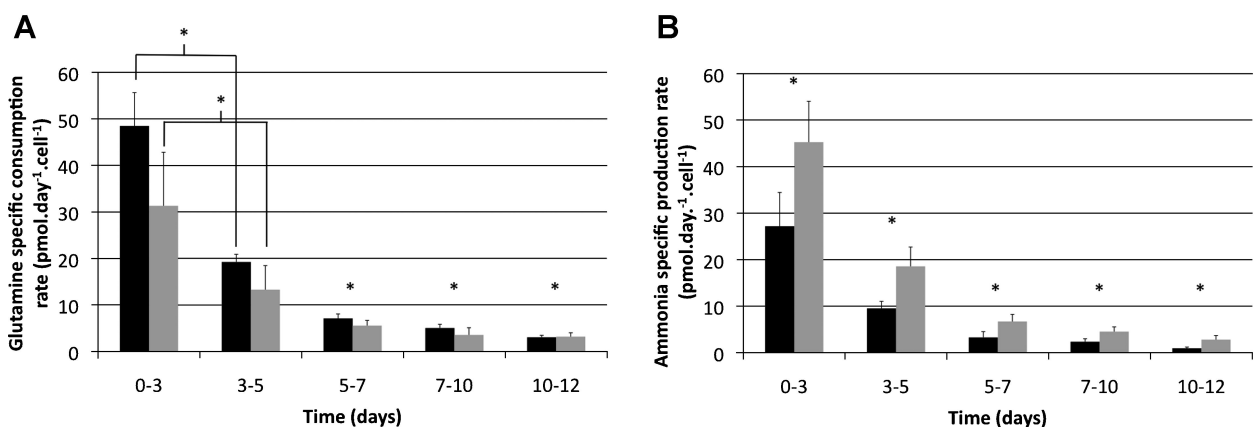 A
*
*
Glutamine specific consumption
rate (pmol.day⁻¹.cell⁻¹)
60
50
40
30
20
10
0
* * *
0-3 3-5 5-7 7-10 10-12
Time (days)
B
Ammonia specific production rate
(pmol.day.⁻¹.cell⁻¹)
60
50
40
30
20
10
0
*
*
* * *
0-3 3-5 5-7 7-10 10-12
Time (days)